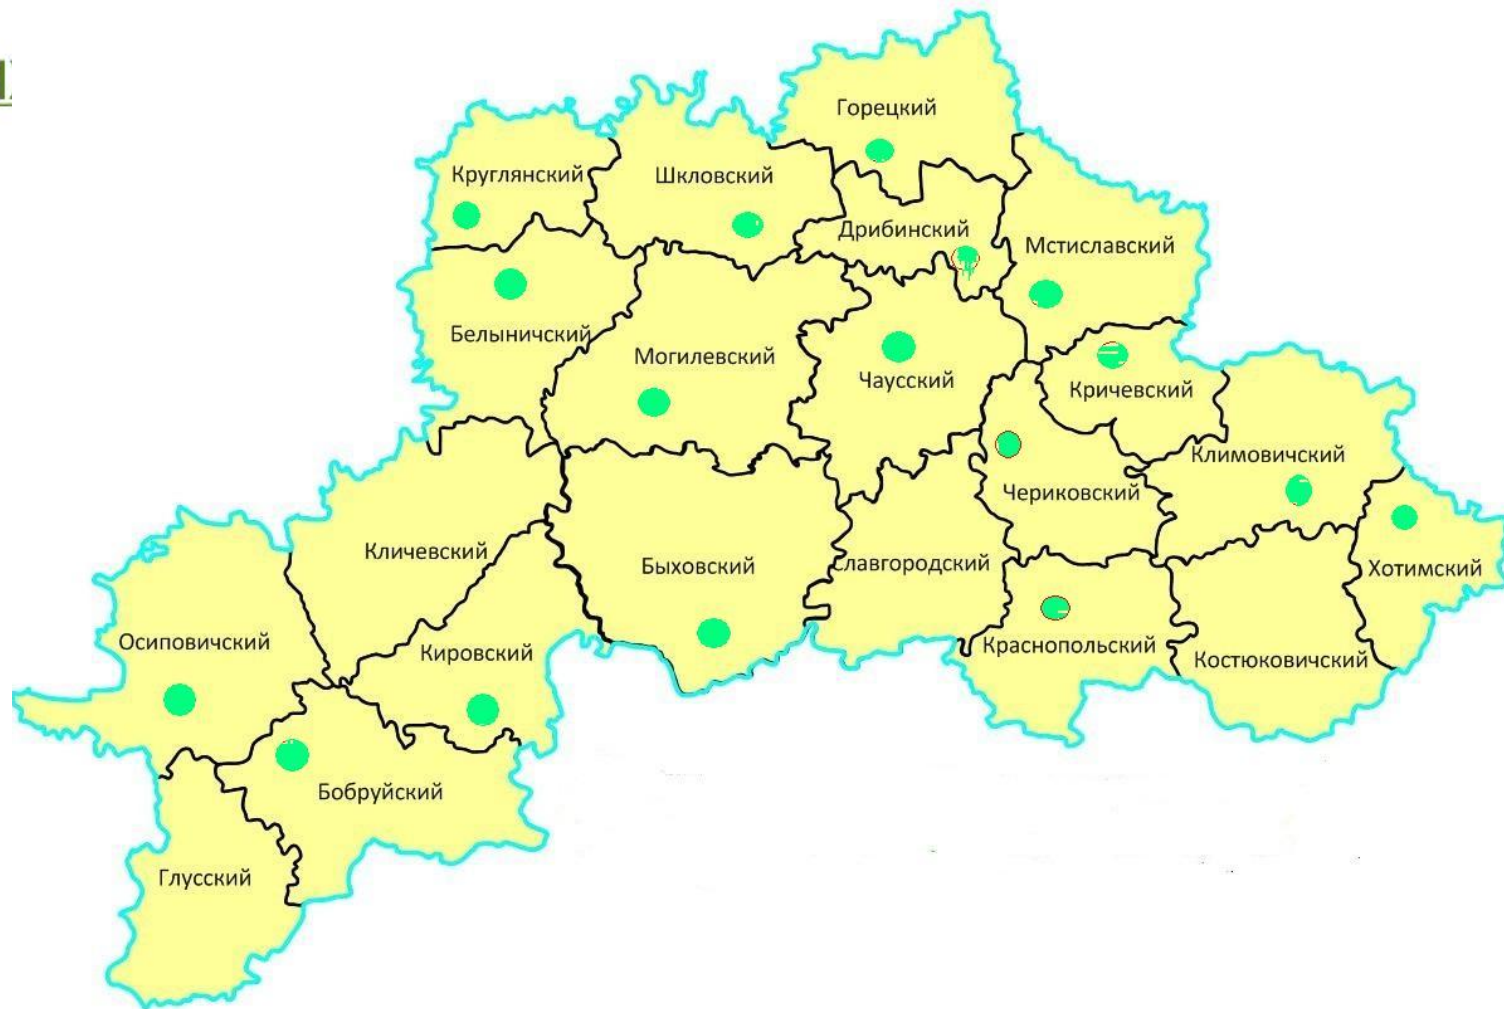 Горецкий
Круглянский
Шкловский
Дрибинский
Мстиславский
Белыничский
Могилевский
Чаусский
Кричевский
Климовичский
Чериковский
Кличевский
Быховский
Славгородский
Хотимский
Осиповичский
Кировский
Краснопольский
Костюковичский
Бобруйский
Глусский